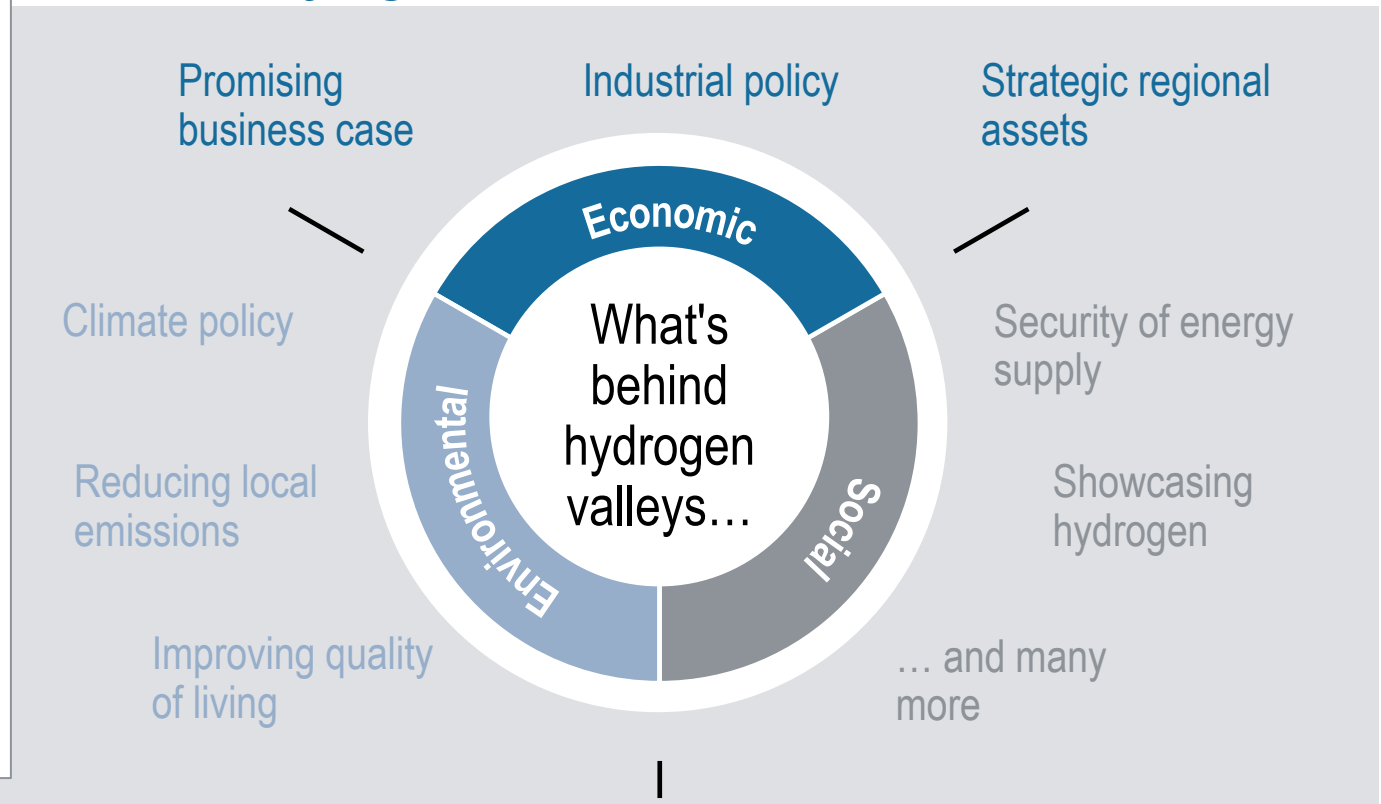 Promising
business case
Industrial policy
Strategic regional
assets
Economic
Climate policy
What's
behind
hydrogen
valleys…
Security of energy
supply
Environmental
Social
Reducing local
emissions
Showcasing
hydrogen
Improving quality
of living
… and many
more